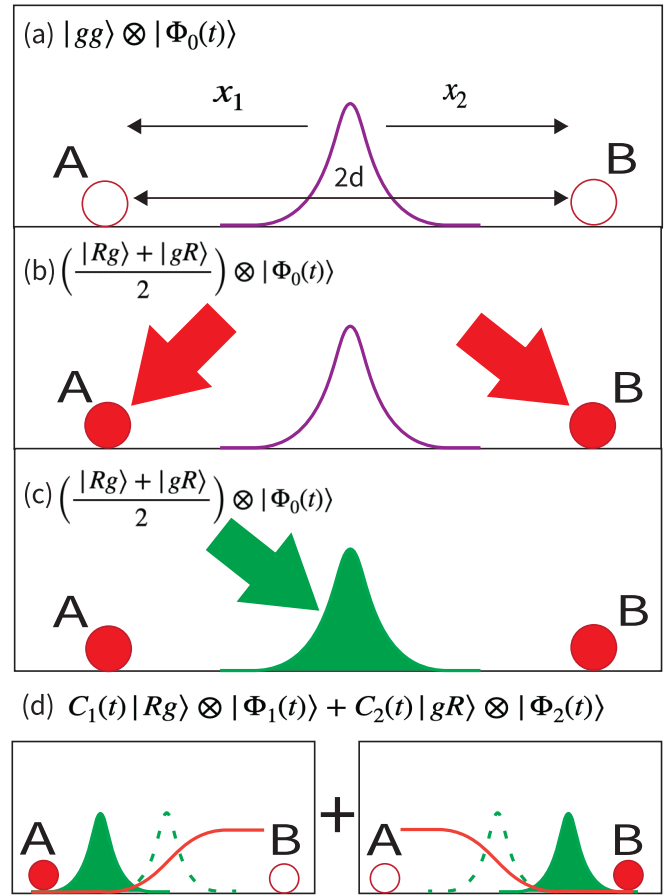 (a) |gg⟩ ⊗ |Φ₀(t)⟩
x₁ x₂
A B
2d
(b) ( |Rg⟩ + |gR⟩ / 2 ) ⊗ |Φ₀(t)⟩
A B
(c) ( |Rg⟩ + |gR⟩ / 2 ) ⊗ |Φ₀(t)⟩
A B
(d) C₁(t)|Rg⟩ ⊗ |Φ₁(t)⟩ + C₂(t)|gR⟩ ⊗ |Φ₂(t)⟩
A B + A B